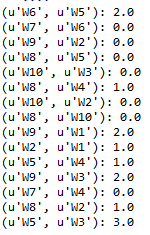 (u'W6', u'W5'): 2.0
(u'W7', u'W6'): 0.0
(u'W9', u'W2'): 0.0
(u'W8', u'W5'): 0.0
(u'W10', u'W3'): 0.0
(u'W8', u'W4'): 1.0
(u'W10', u'W2'): 0.0
(u'W8', u'W10'): 0.0
(u'W9', u'W1'): 2.0
(u'W2', u'W1'): 1.0
(u'W5', u'W4'): 1.0
(u'W9', u'W3'): 2.0
(u'W7', u'W4'): 0.0
(u'W8', u'W2'): 1.0
(u'W5', u'W3'): 3.0